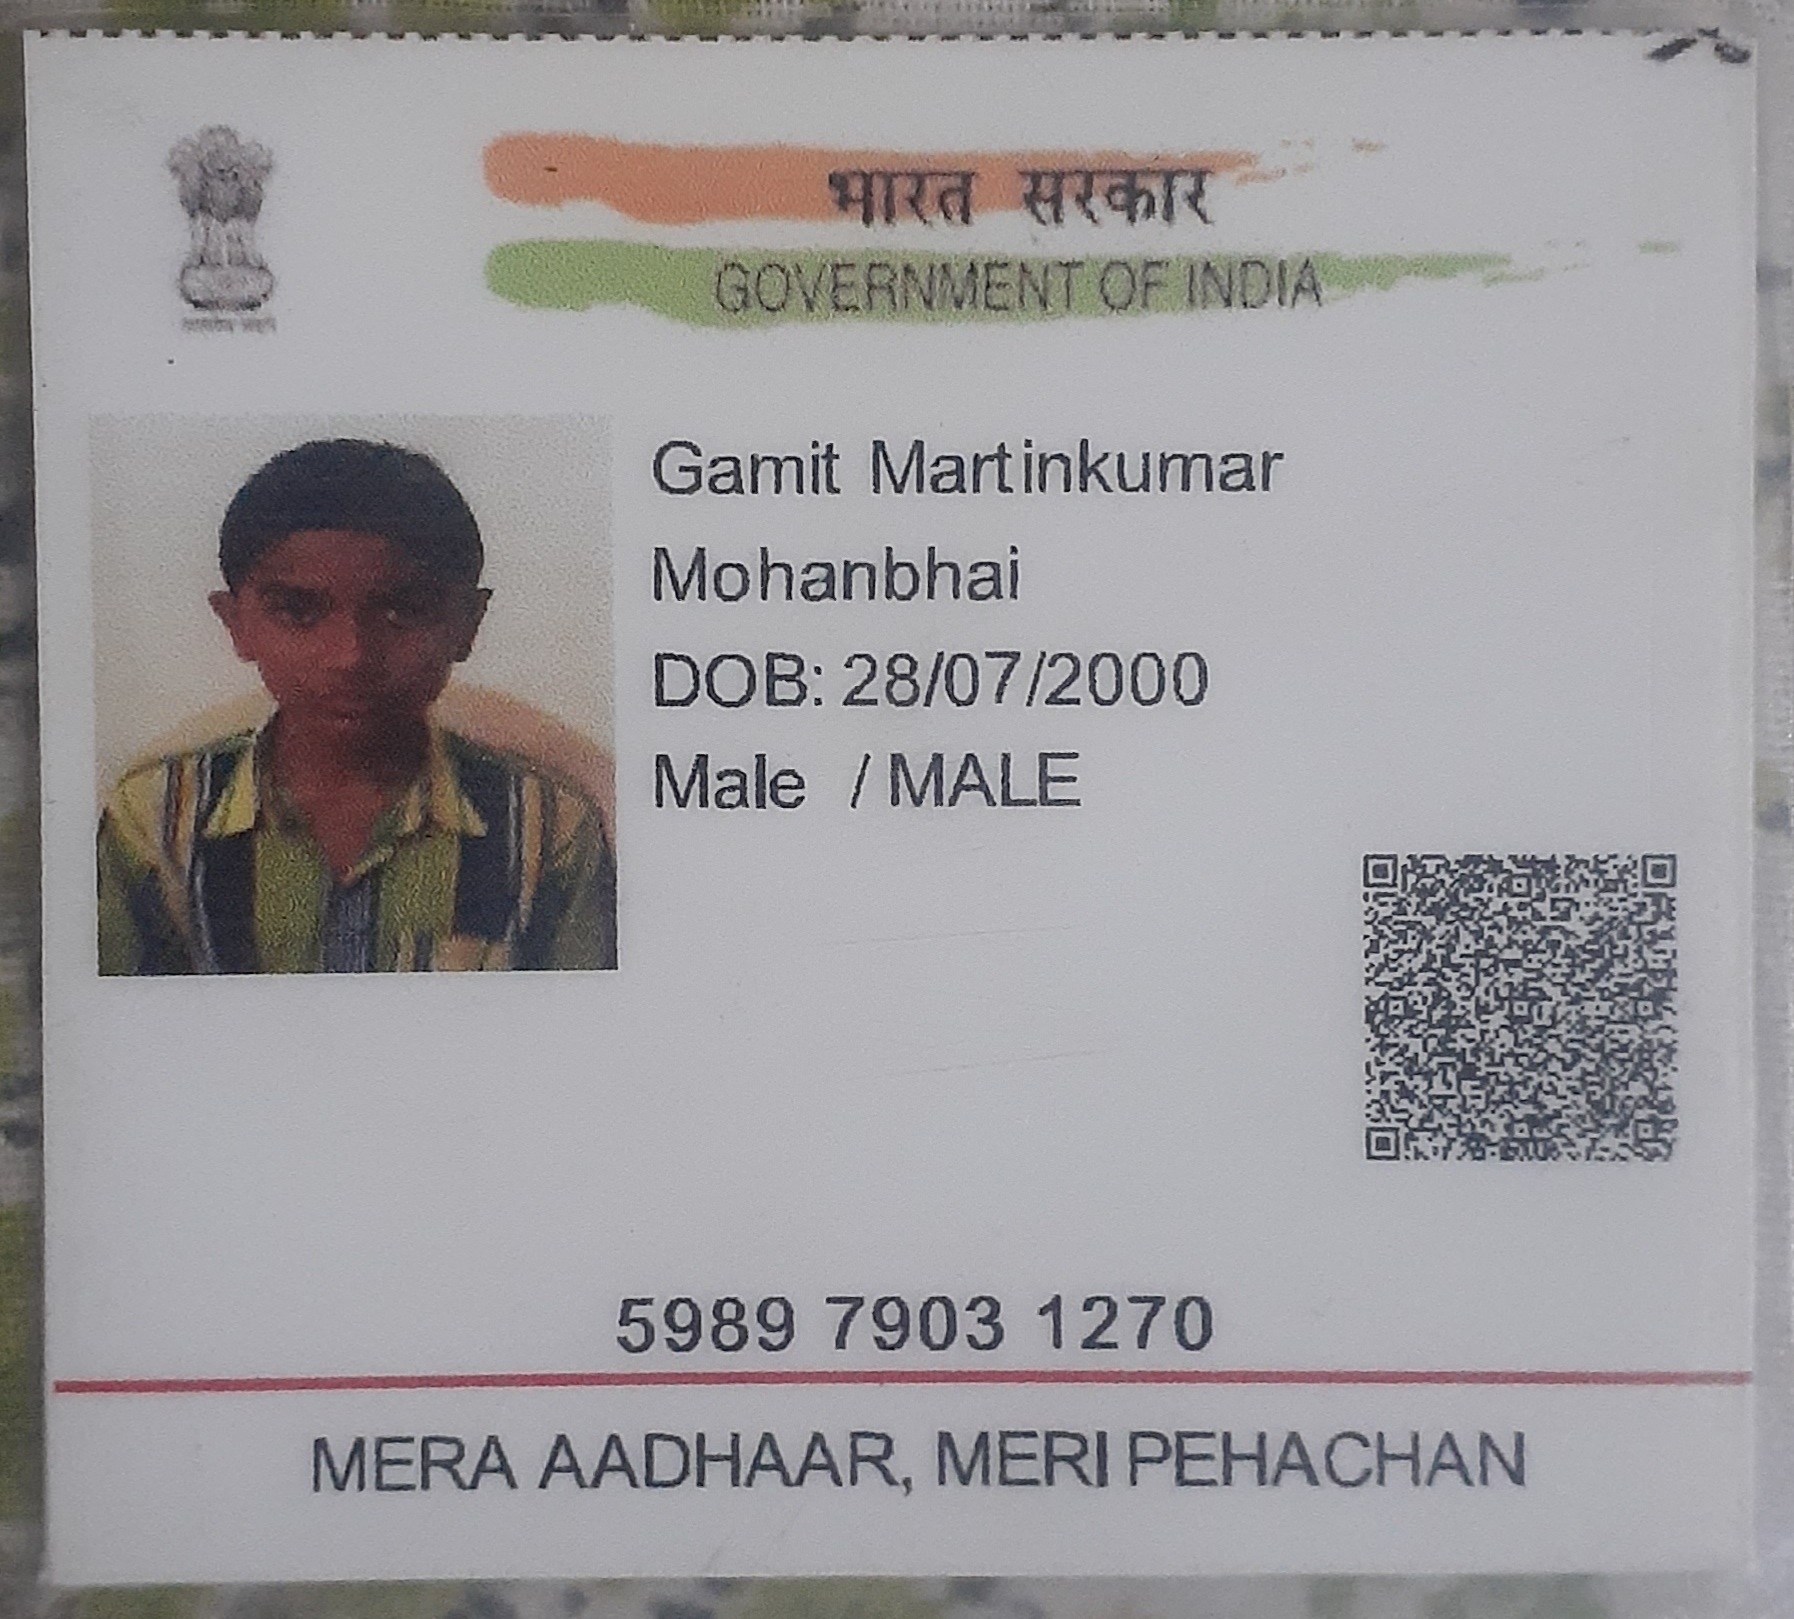 भारत सरकार
GOVERNMENT OF INDIA
Gamit Martinkumar
Mohanbhai
DOB: 28/07/2000
Male / MALE
5989 7903 1270
MERA AADHAAR, MERI PEHACHAN